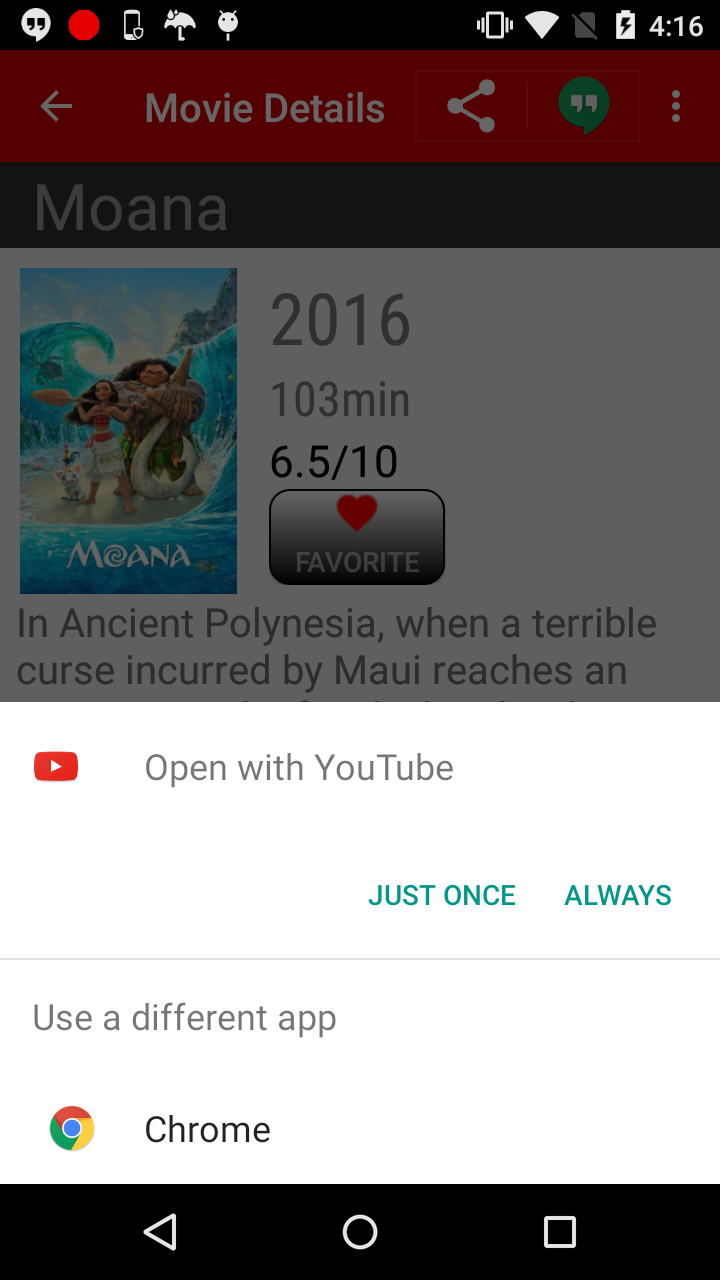 4:16
Movie Details
Moana
2016
103min
6.5/10
FAVORITE
MOANA
In Ancient Polynesia, when a terrible
curse incurred by Maui reaches an
Open with YouTube
JUST ONCE ALWAYS
Use a different app
Chrome